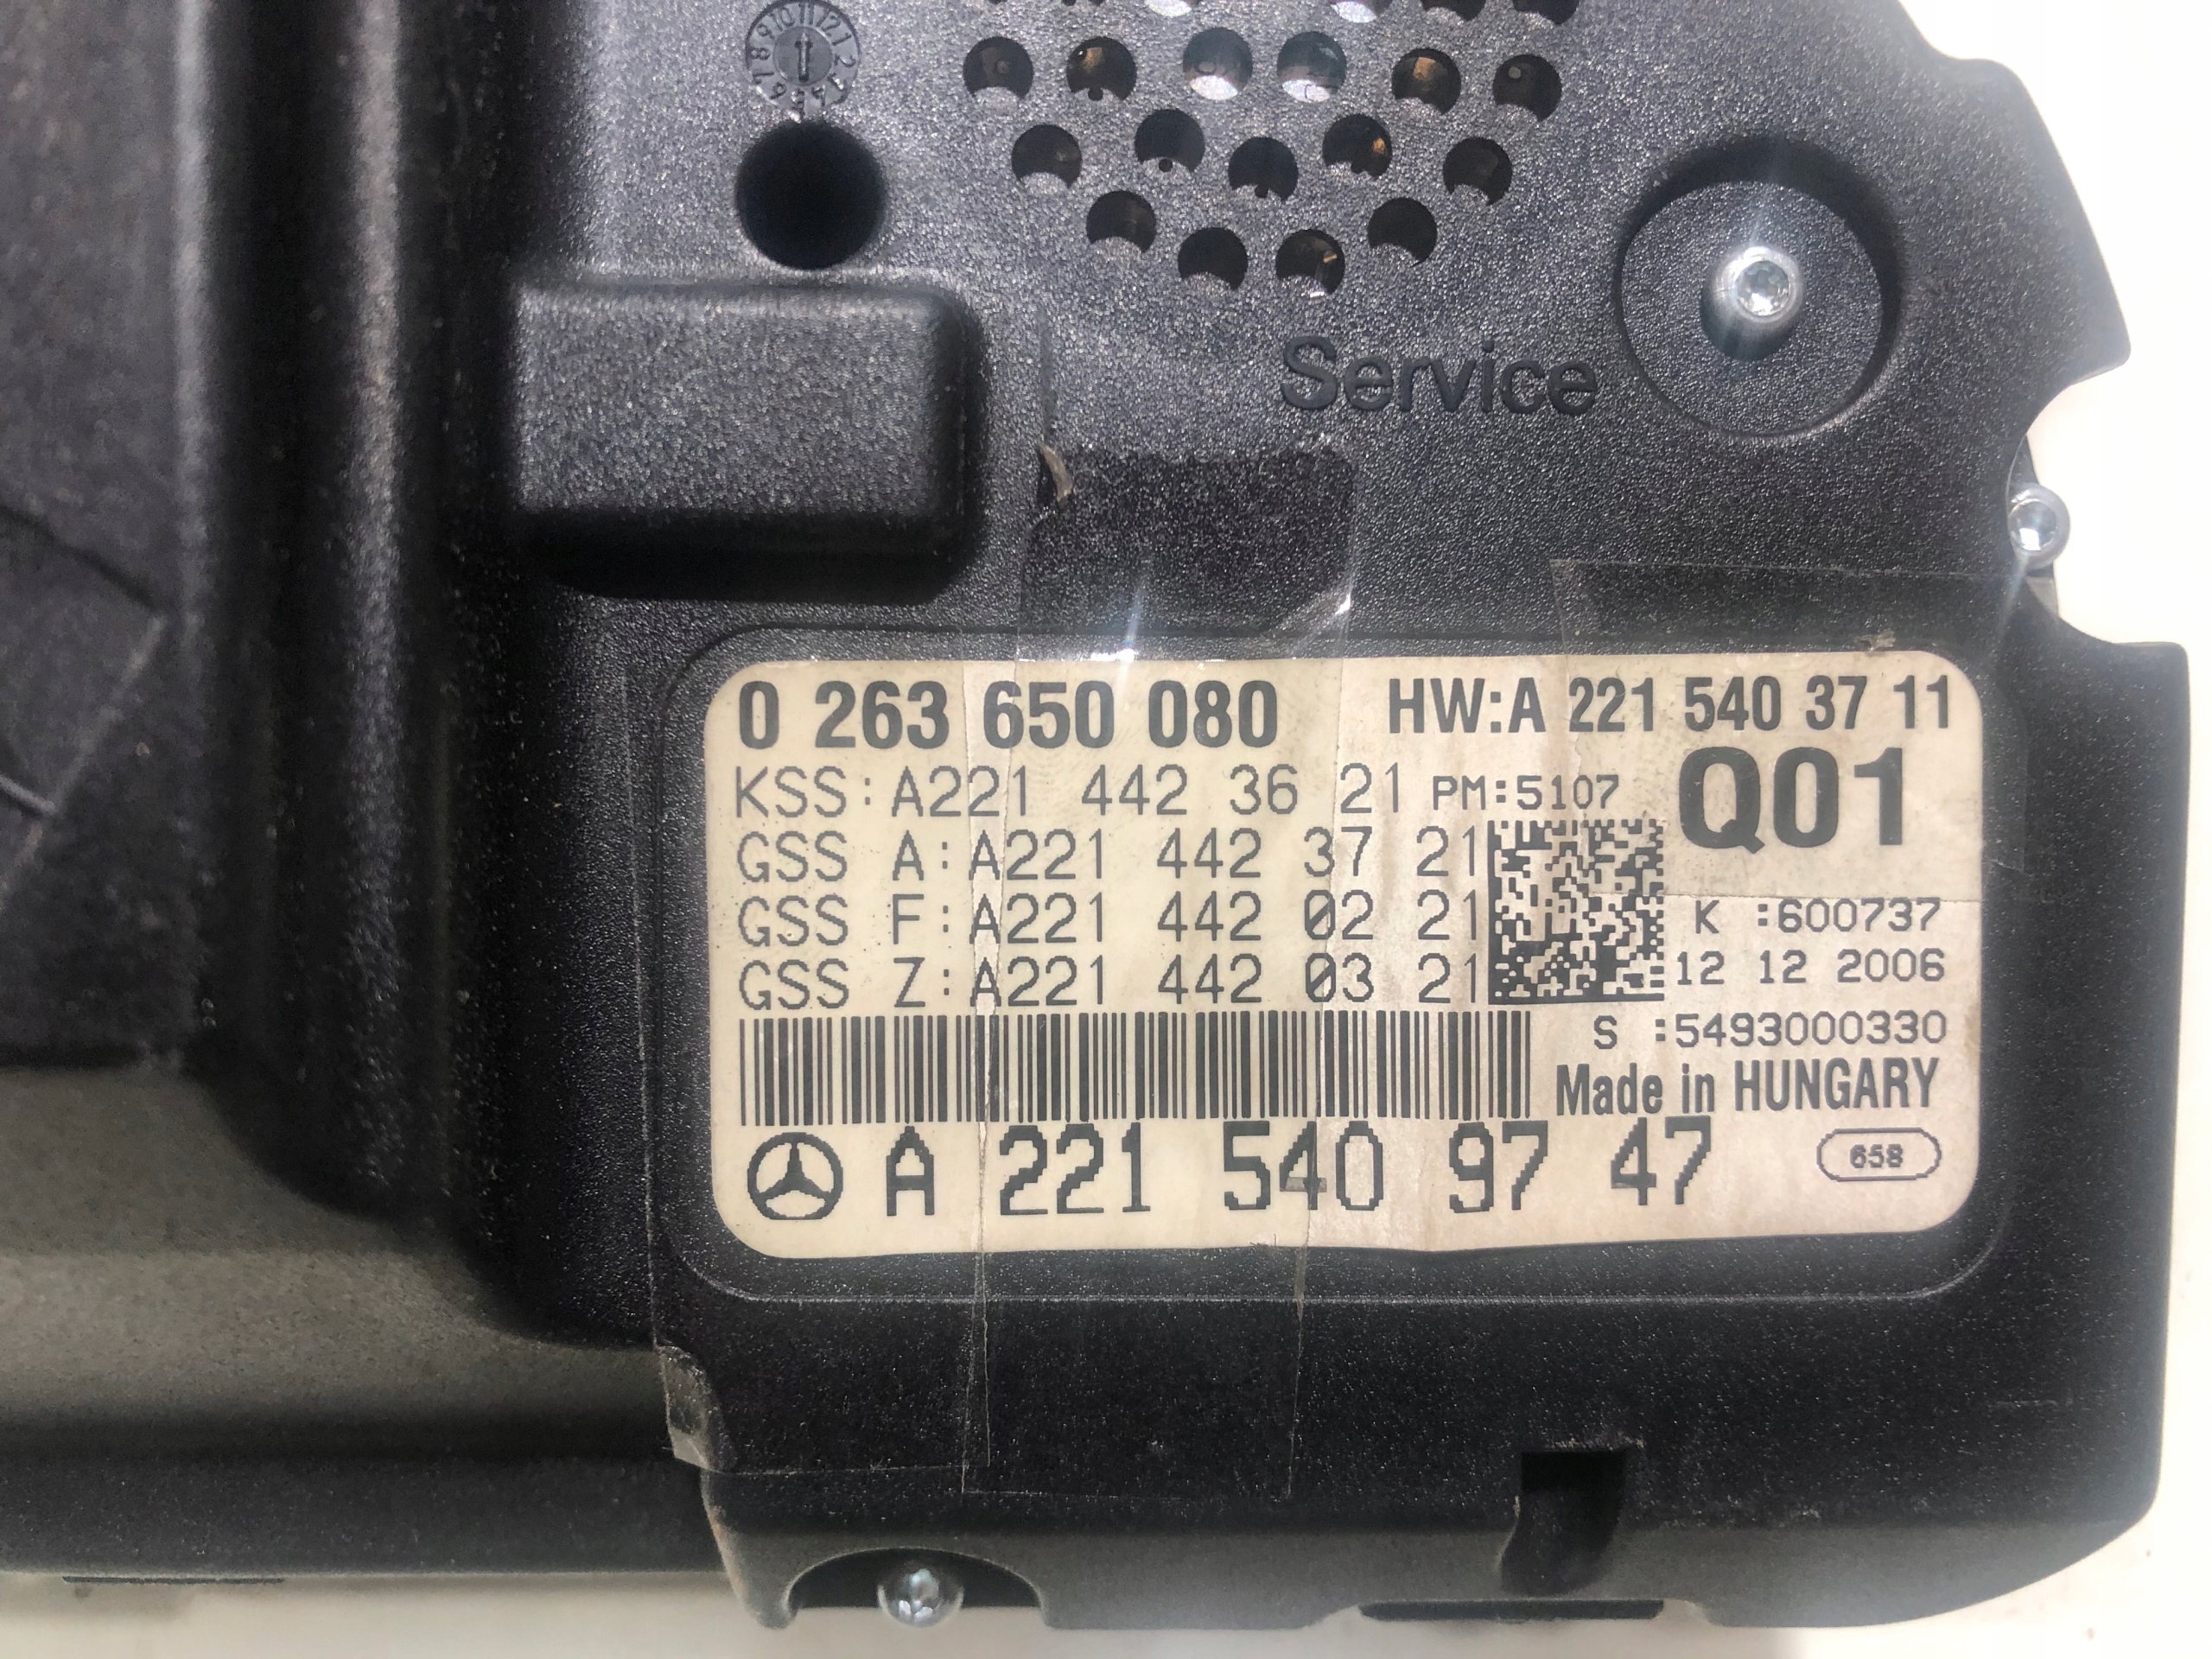 Service
0 263 650 080 HW:A 221 540 37 11
KSS:A221 442 36 21 PM:5107 Q01
GSS A:A221 442 37 21
GSS F:A221 442 02 21 K :600737
GSS Z:A221 442 03 21 12 12 2006
S :5493000330
Made in HUNGARY
A 221 540 97 47 658